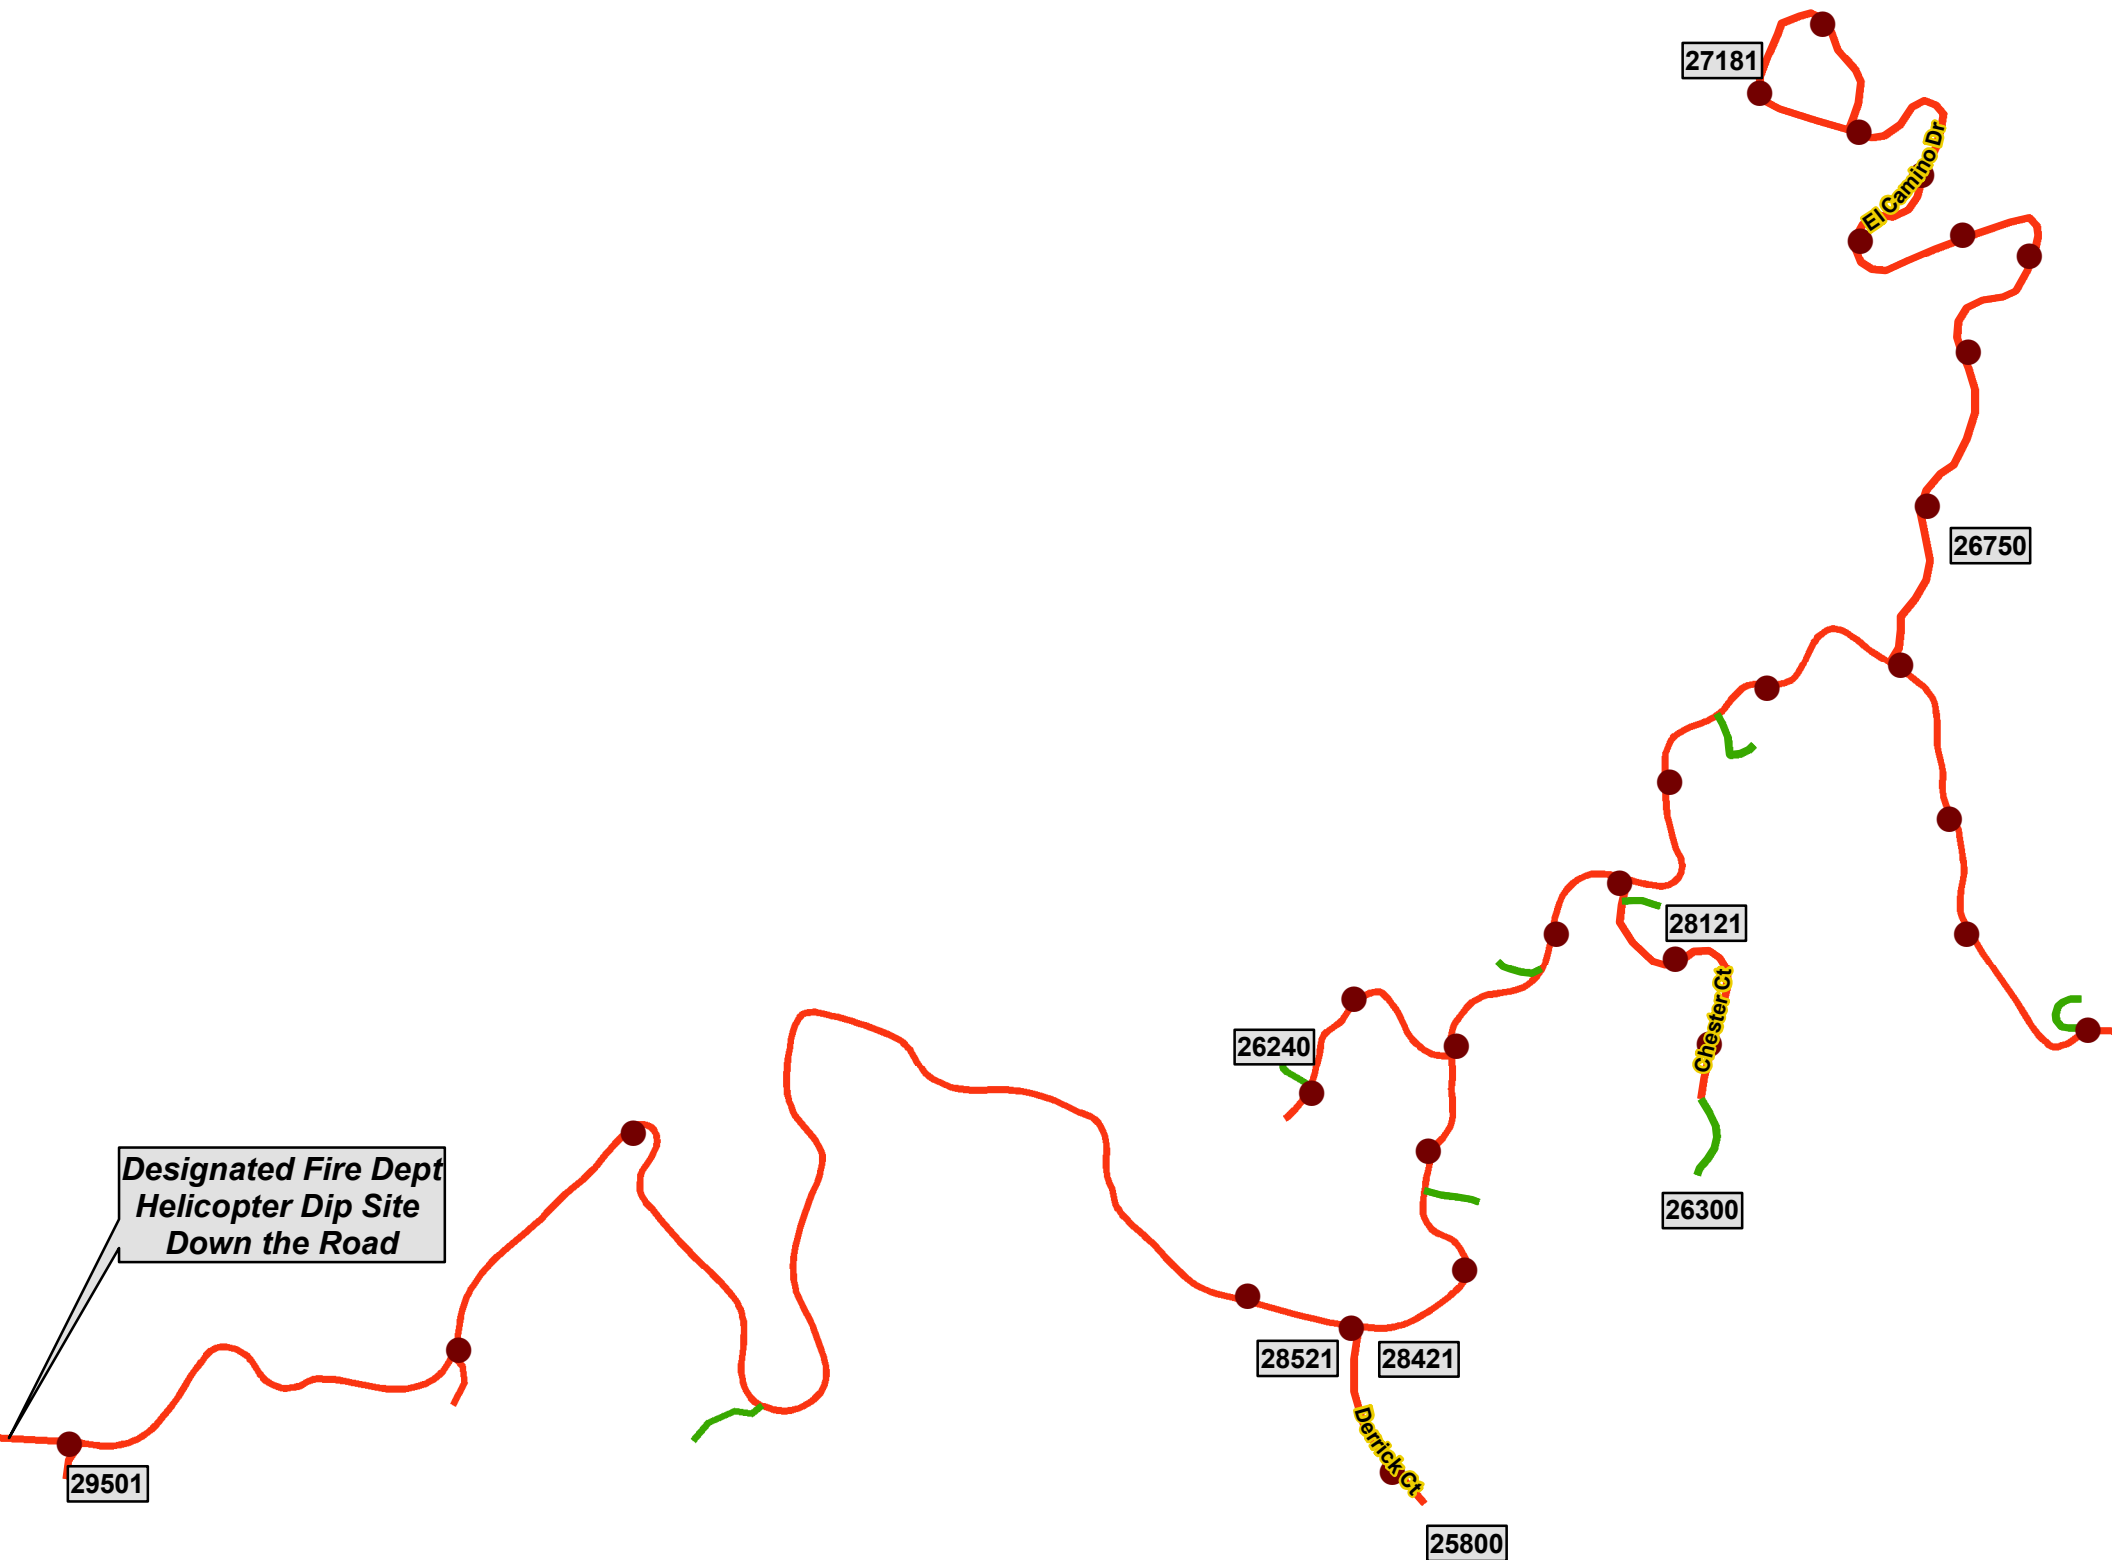 27181
El Camino Dr
26750
28121
Chester Ct
26240
Designated Fire Dept
Helicopter Dip Site
Down the Road
26300
28521
28421
Derrick Ct
29501
25800